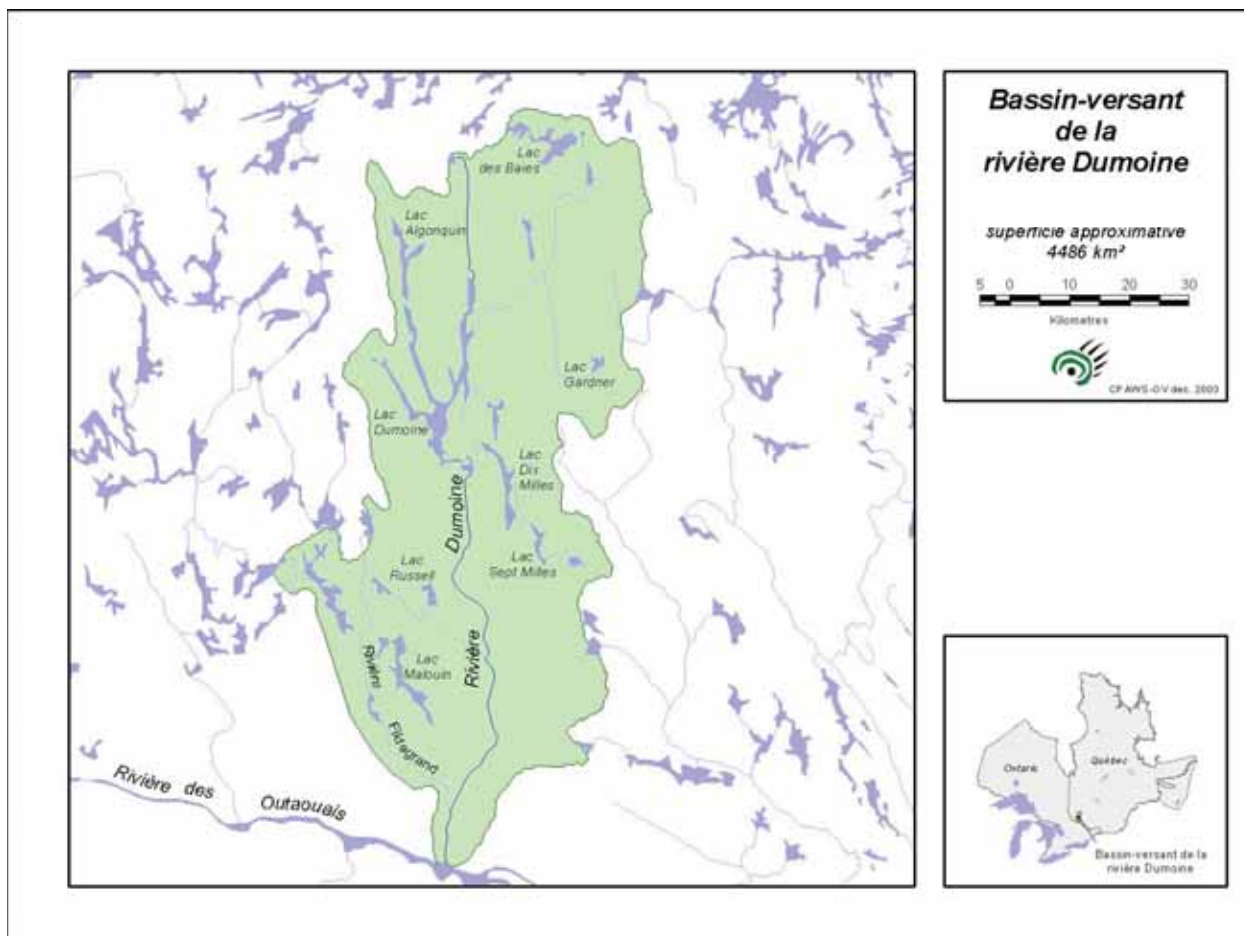 Bassin-versant
de la
rivière Dumoine
superficie approximative
4486 km²
5 0 10 20 30
Kilometres
CPAWS-OV dec. 2003
Lac
des Baies
Lac
Algonquin
Lac
Gardner
Lac
Dumoine
Lac
Dix
Milles
Rivière Dumoine
Lac
Russell
Lac
Sept Milles
Lac
Malouin
Rivière Fildegrand
Rivière des Outaouais
Ontario
Québec
Bassin-versant de la
rivière Dumoine